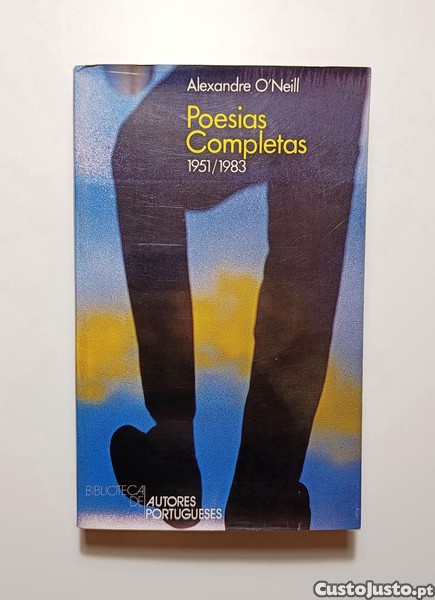 Alexandre O'Neill
Poesias
Completas
1951/1983
BIBLIOTECA
DE AUTORES
PORTUGUESES
CustoJusto.pt